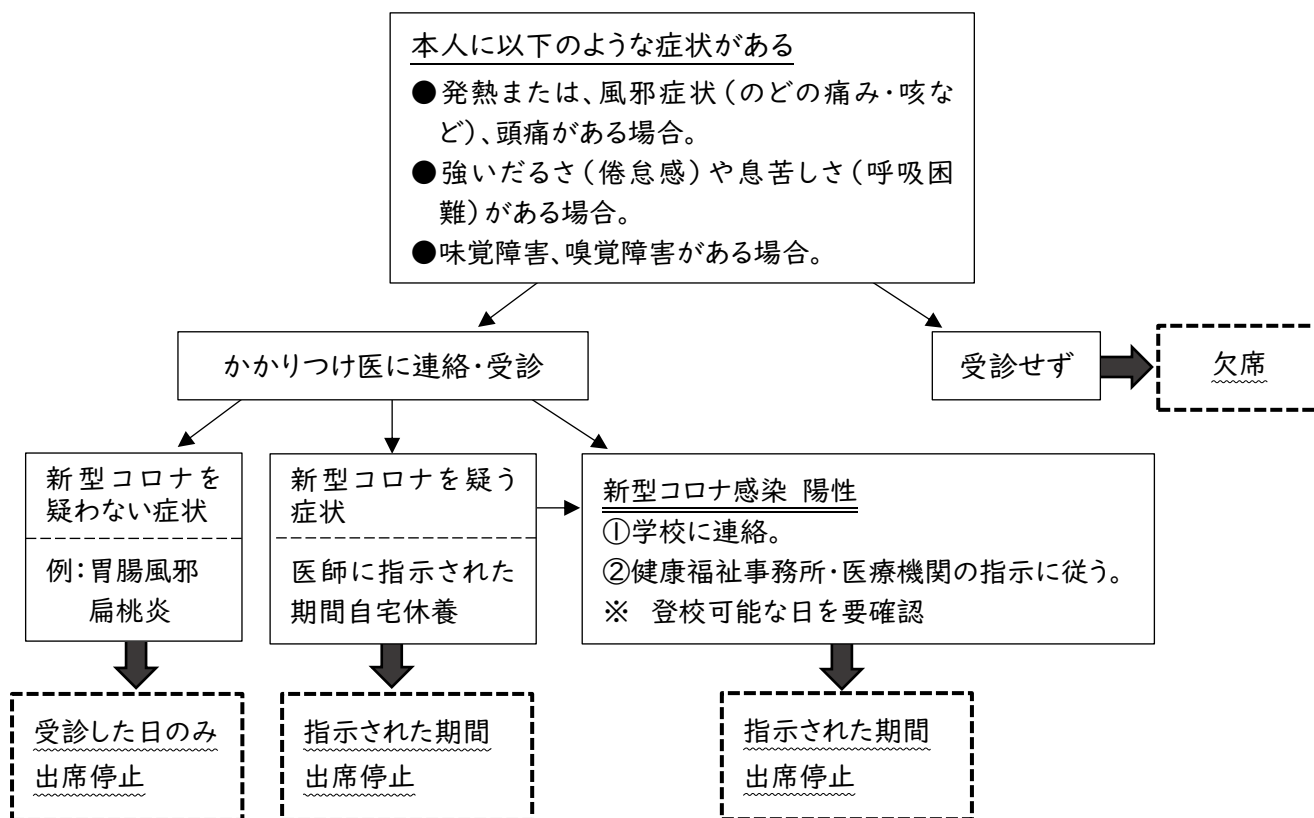 本人に以下のような症状がある
●発熱または、風邪症状(のどの痛み・咳な
ど)、頭痛がある場合。
●強いだるさ(倦怠感)や息苦しさ(呼吸困
難)がある場合。
●味覚障害、嗅覚障害がある場合。
かかりつけ医に連絡・受診
受診せず
欠席
新型コロナを
疑わない症状
例：胃腸風邪
扁桃炎
新型コロナを疑う
症状
医師に指示された
期間自宅休養
新型コロナ感染 陽性
①学校に連絡。
②健康福祉事務所・医療機関の指示に従う。
※ 登校可能な日を要確認
受診した日のみ
出席停止
指示された期間
出席停止
指示された期間
出席停止